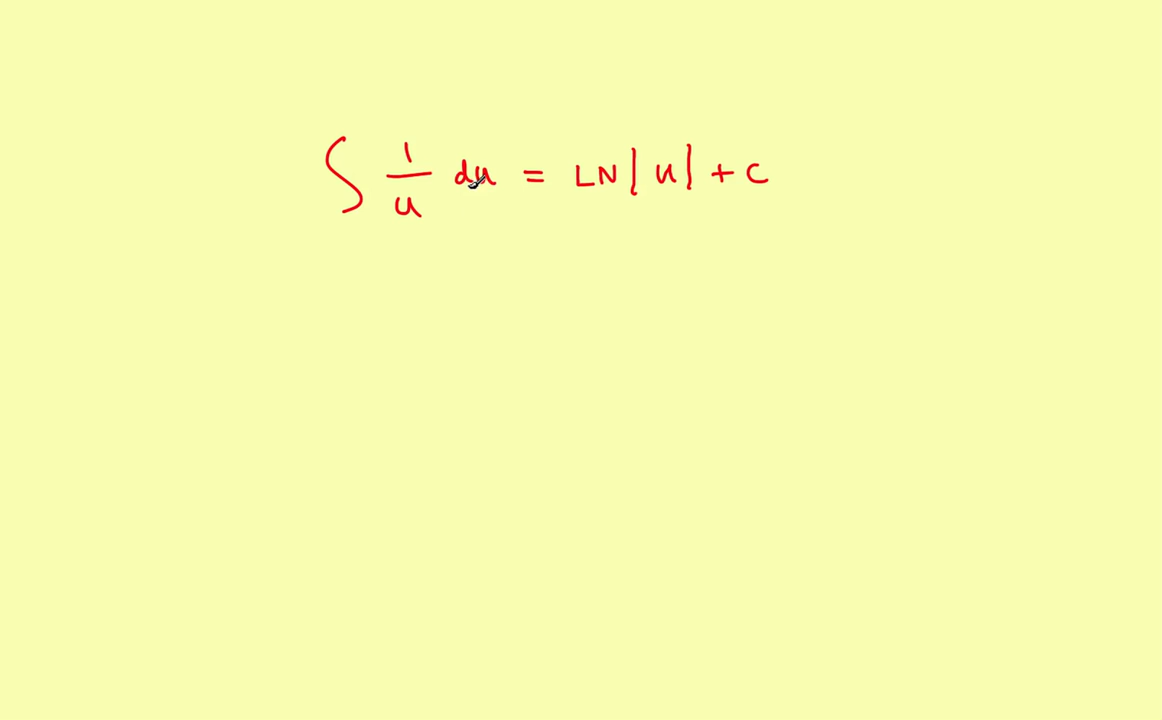 ∫ 1/u du = LN|u| + C